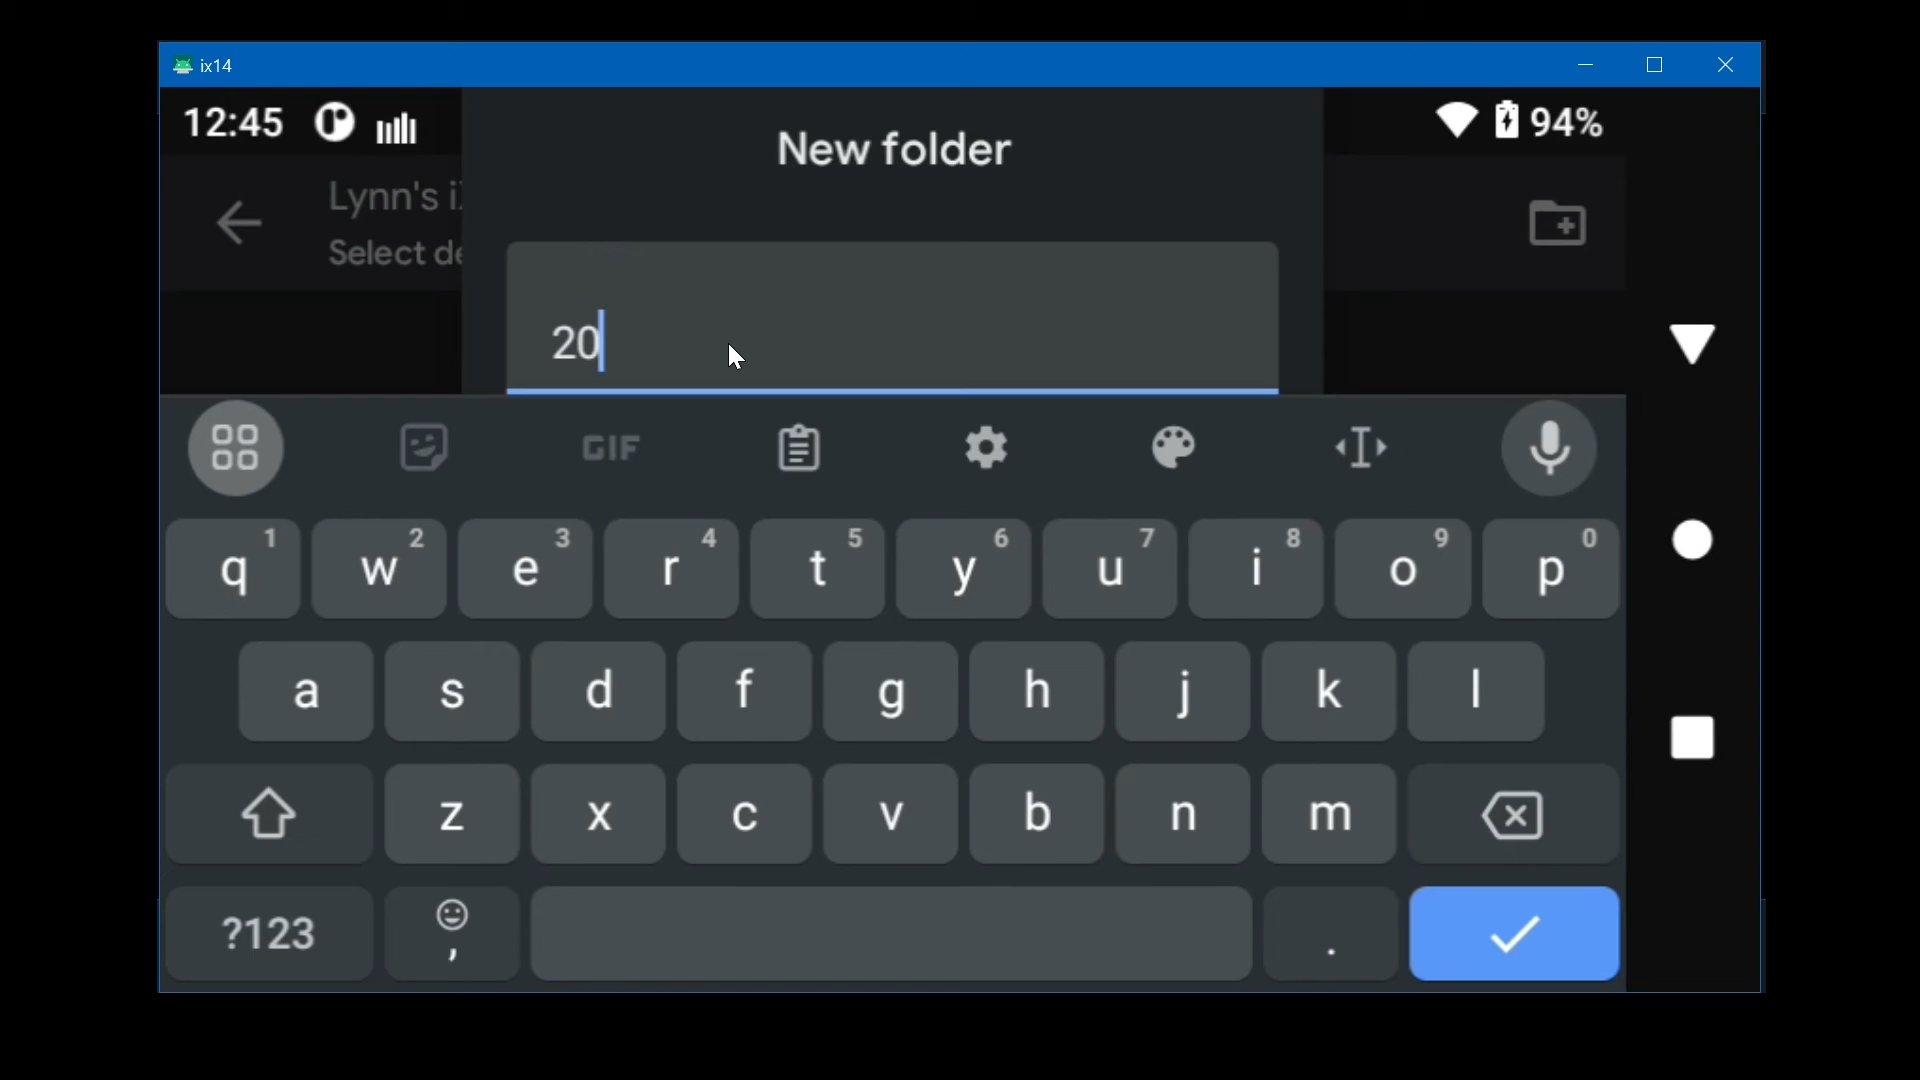 ix14
12:45
94%
New folder
Lynn's i
Select de
20
GIF
q 1 w 2 e 3 r 4 t 5 y 6 u 7 i 8 o 9 p 0
a s d f g h j k l
z x c v b n m
?123 , .